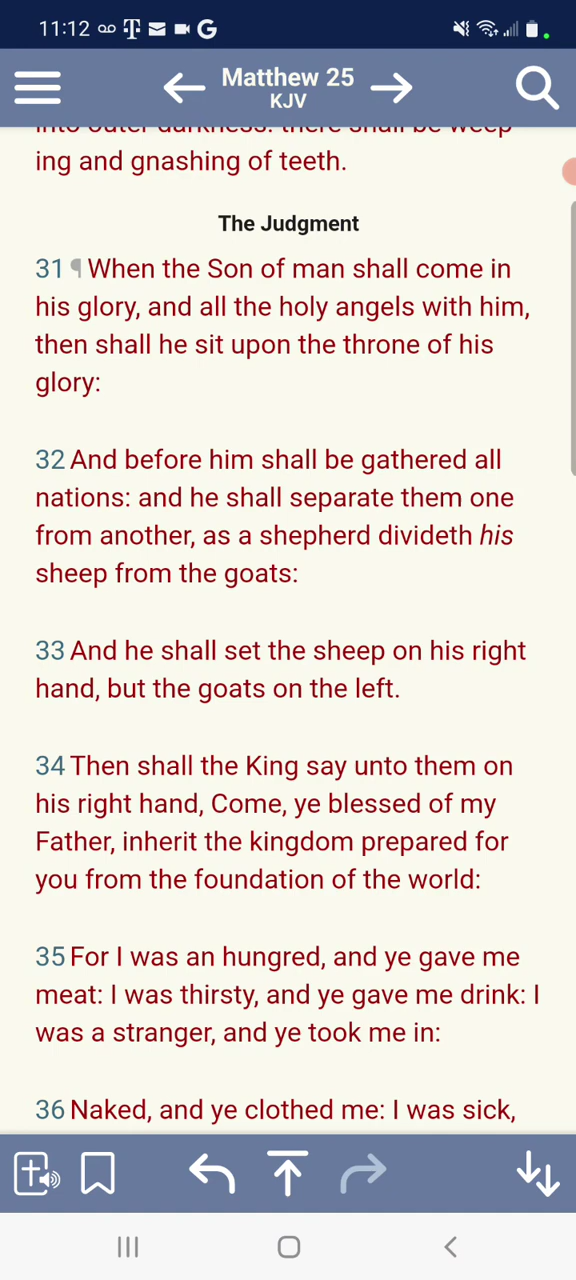 11:12
Matthew 25
KJV
into outer darkness: there shall be weep
ing and gnashing of teeth.
The Judgment
31 ¶ When the Son of man shall come in
his glory, and all the holy angels with him,
then shall he sit upon the throne of his
glory:
32 And before him shall be gathered all
nations: and he shall separate them one
from another, as a shepherd divideth his
sheep from the goats:
33 And he shall set the sheep on his right
hand, but the goats on the left.
34 Then shall the King say unto them on
his right hand, Come, ye blessed of my
Father, inherit the kingdom prepared for
you from the foundation of the world:
35 For I was an hungred, and ye gave me
meat: I was thirsty, and ye gave me drink: I
was a stranger, and ye took me in:
36 Naked, and ye clothed me: I was sick,